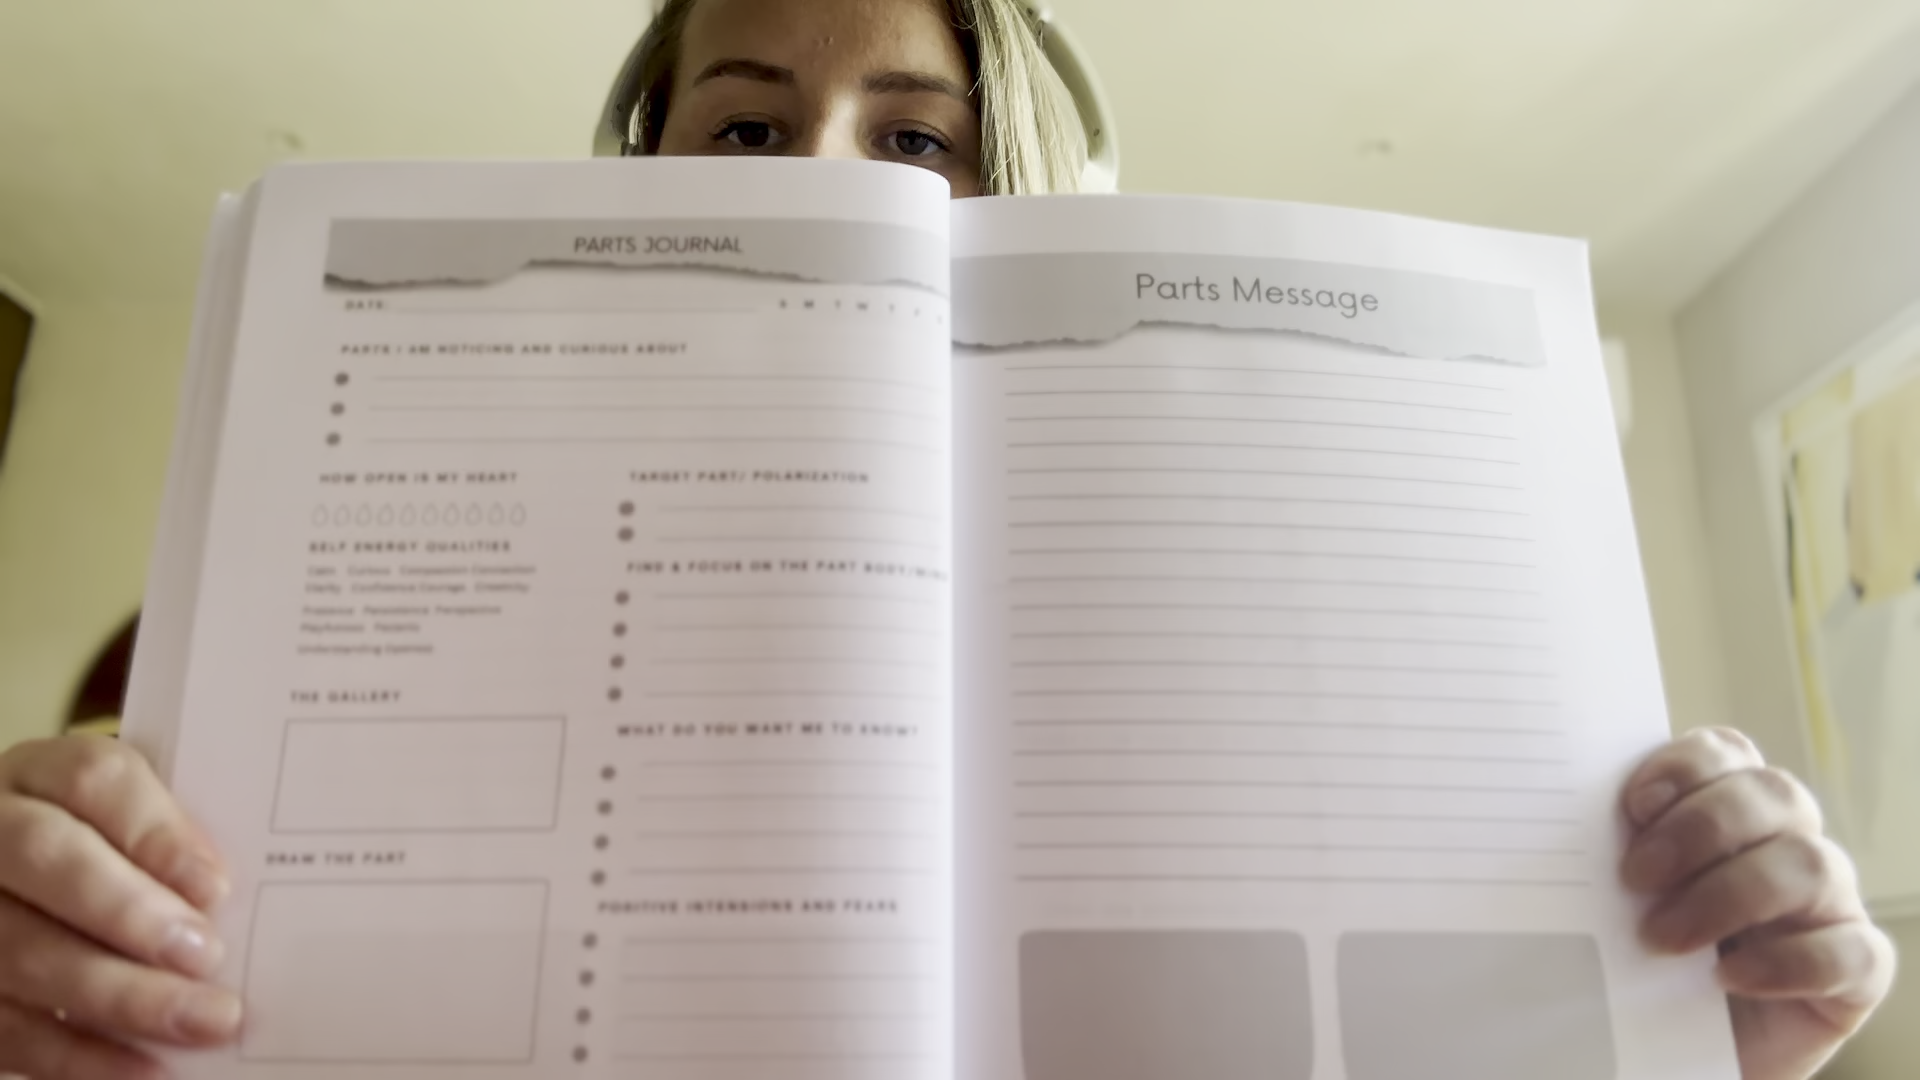 PARTS JOURNAL
DATE:
S M T W T F
PARTS I AM NOTICING AND CURIOUS ABOUT
HOW OPEN IS MY HEART
SELF ENERGY QUALITIES
Calm Curious Compassion Connection
Clarity Confidence Courage Creativity
Presence Persistence Perspective
Playfulness Patients
Understanding
THE GALLERY
DRAW THE PART
TARGET PART/ POLARIZATION
FIND & FOCUS ON THE PART BODY/MIND
WHAT DO YOU WANT ME TO KNOW?
POSITIVE INTENSIONS AND FEARS
Parts Message